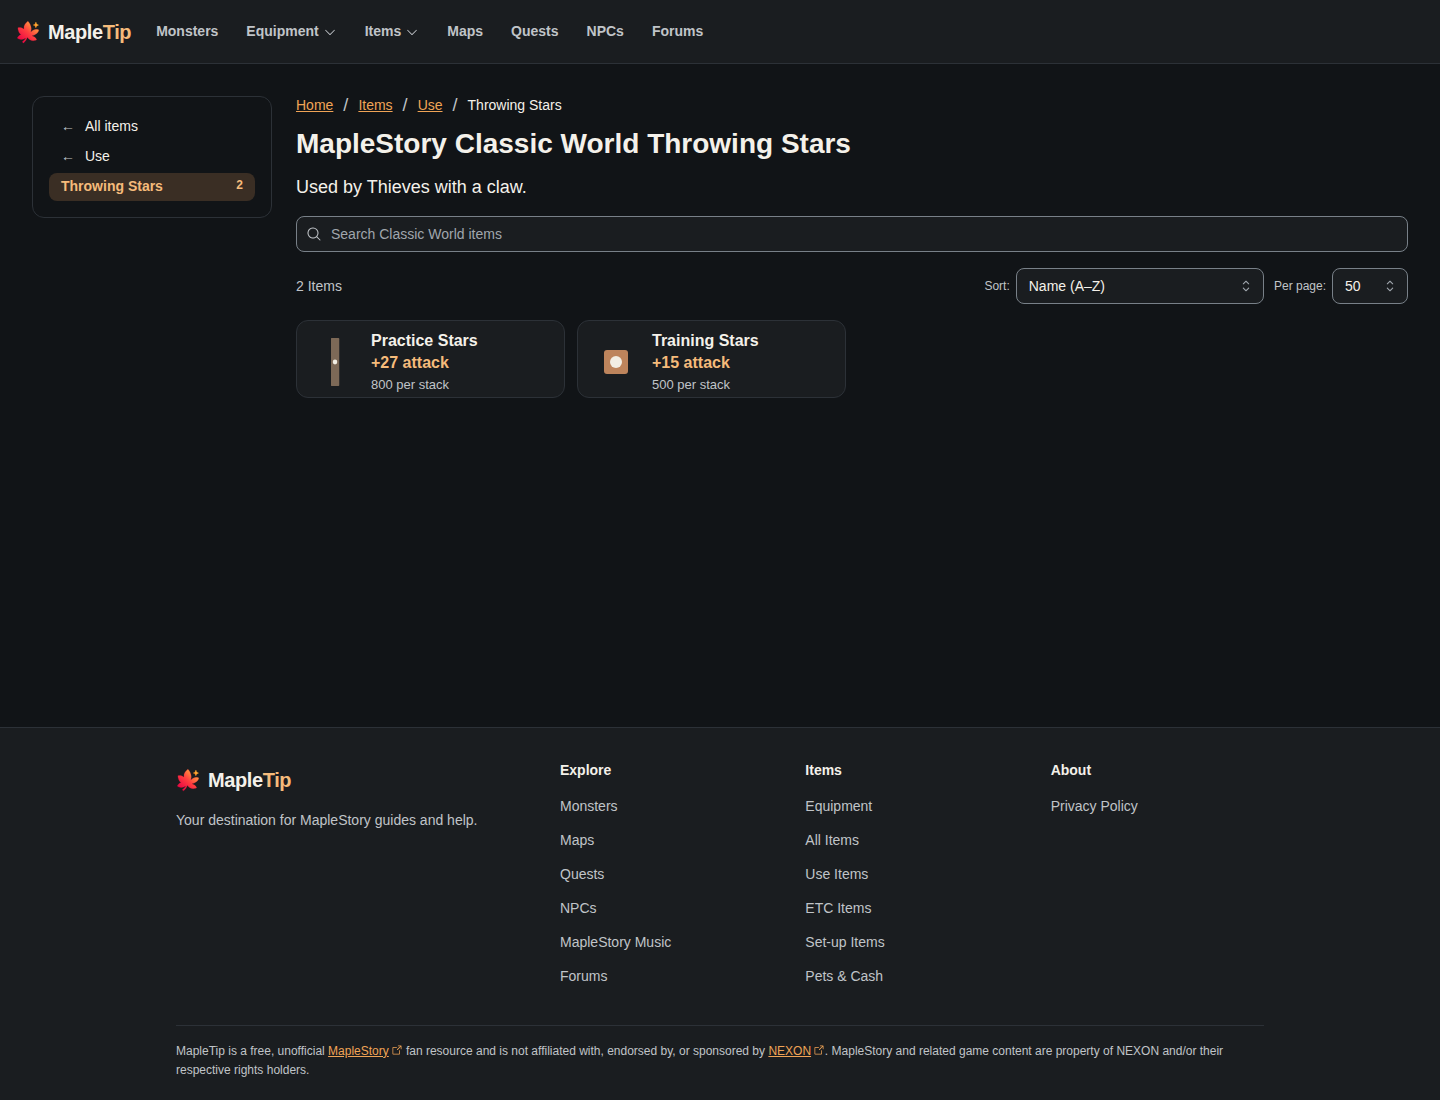 MapleTip Monsters Equipment Items Maps Quests NPCs Forums
← All items
← Use
Throwing Stars 2
Home / Items / Use / Throwing Stars
MapleStory Classic World Throwing Stars
Used by Thieves with a claw.
Search Classic World items
2 Items
Sort: Name (A–Z) Per page: 50
Practice Stars
+27 attack
800 per stack
Training Stars
+15 attack
500 per stack
MapleTip
Your destination for MapleStory guides and help.
Explore
Monsters
Maps
Quests
NPCs
MapleStory Music
Forums
Items
Equipment
All Items
Use Items
ETC Items
Set-up Items
Pets & Cash
About
Privacy Policy
MapleTip is a free, unofficial MapleStory fan resource and is not affiliated with, endorsed by, or sponsored by NEXON. MapleStory and related game content are property of NEXON and/or their
respective rights holders.